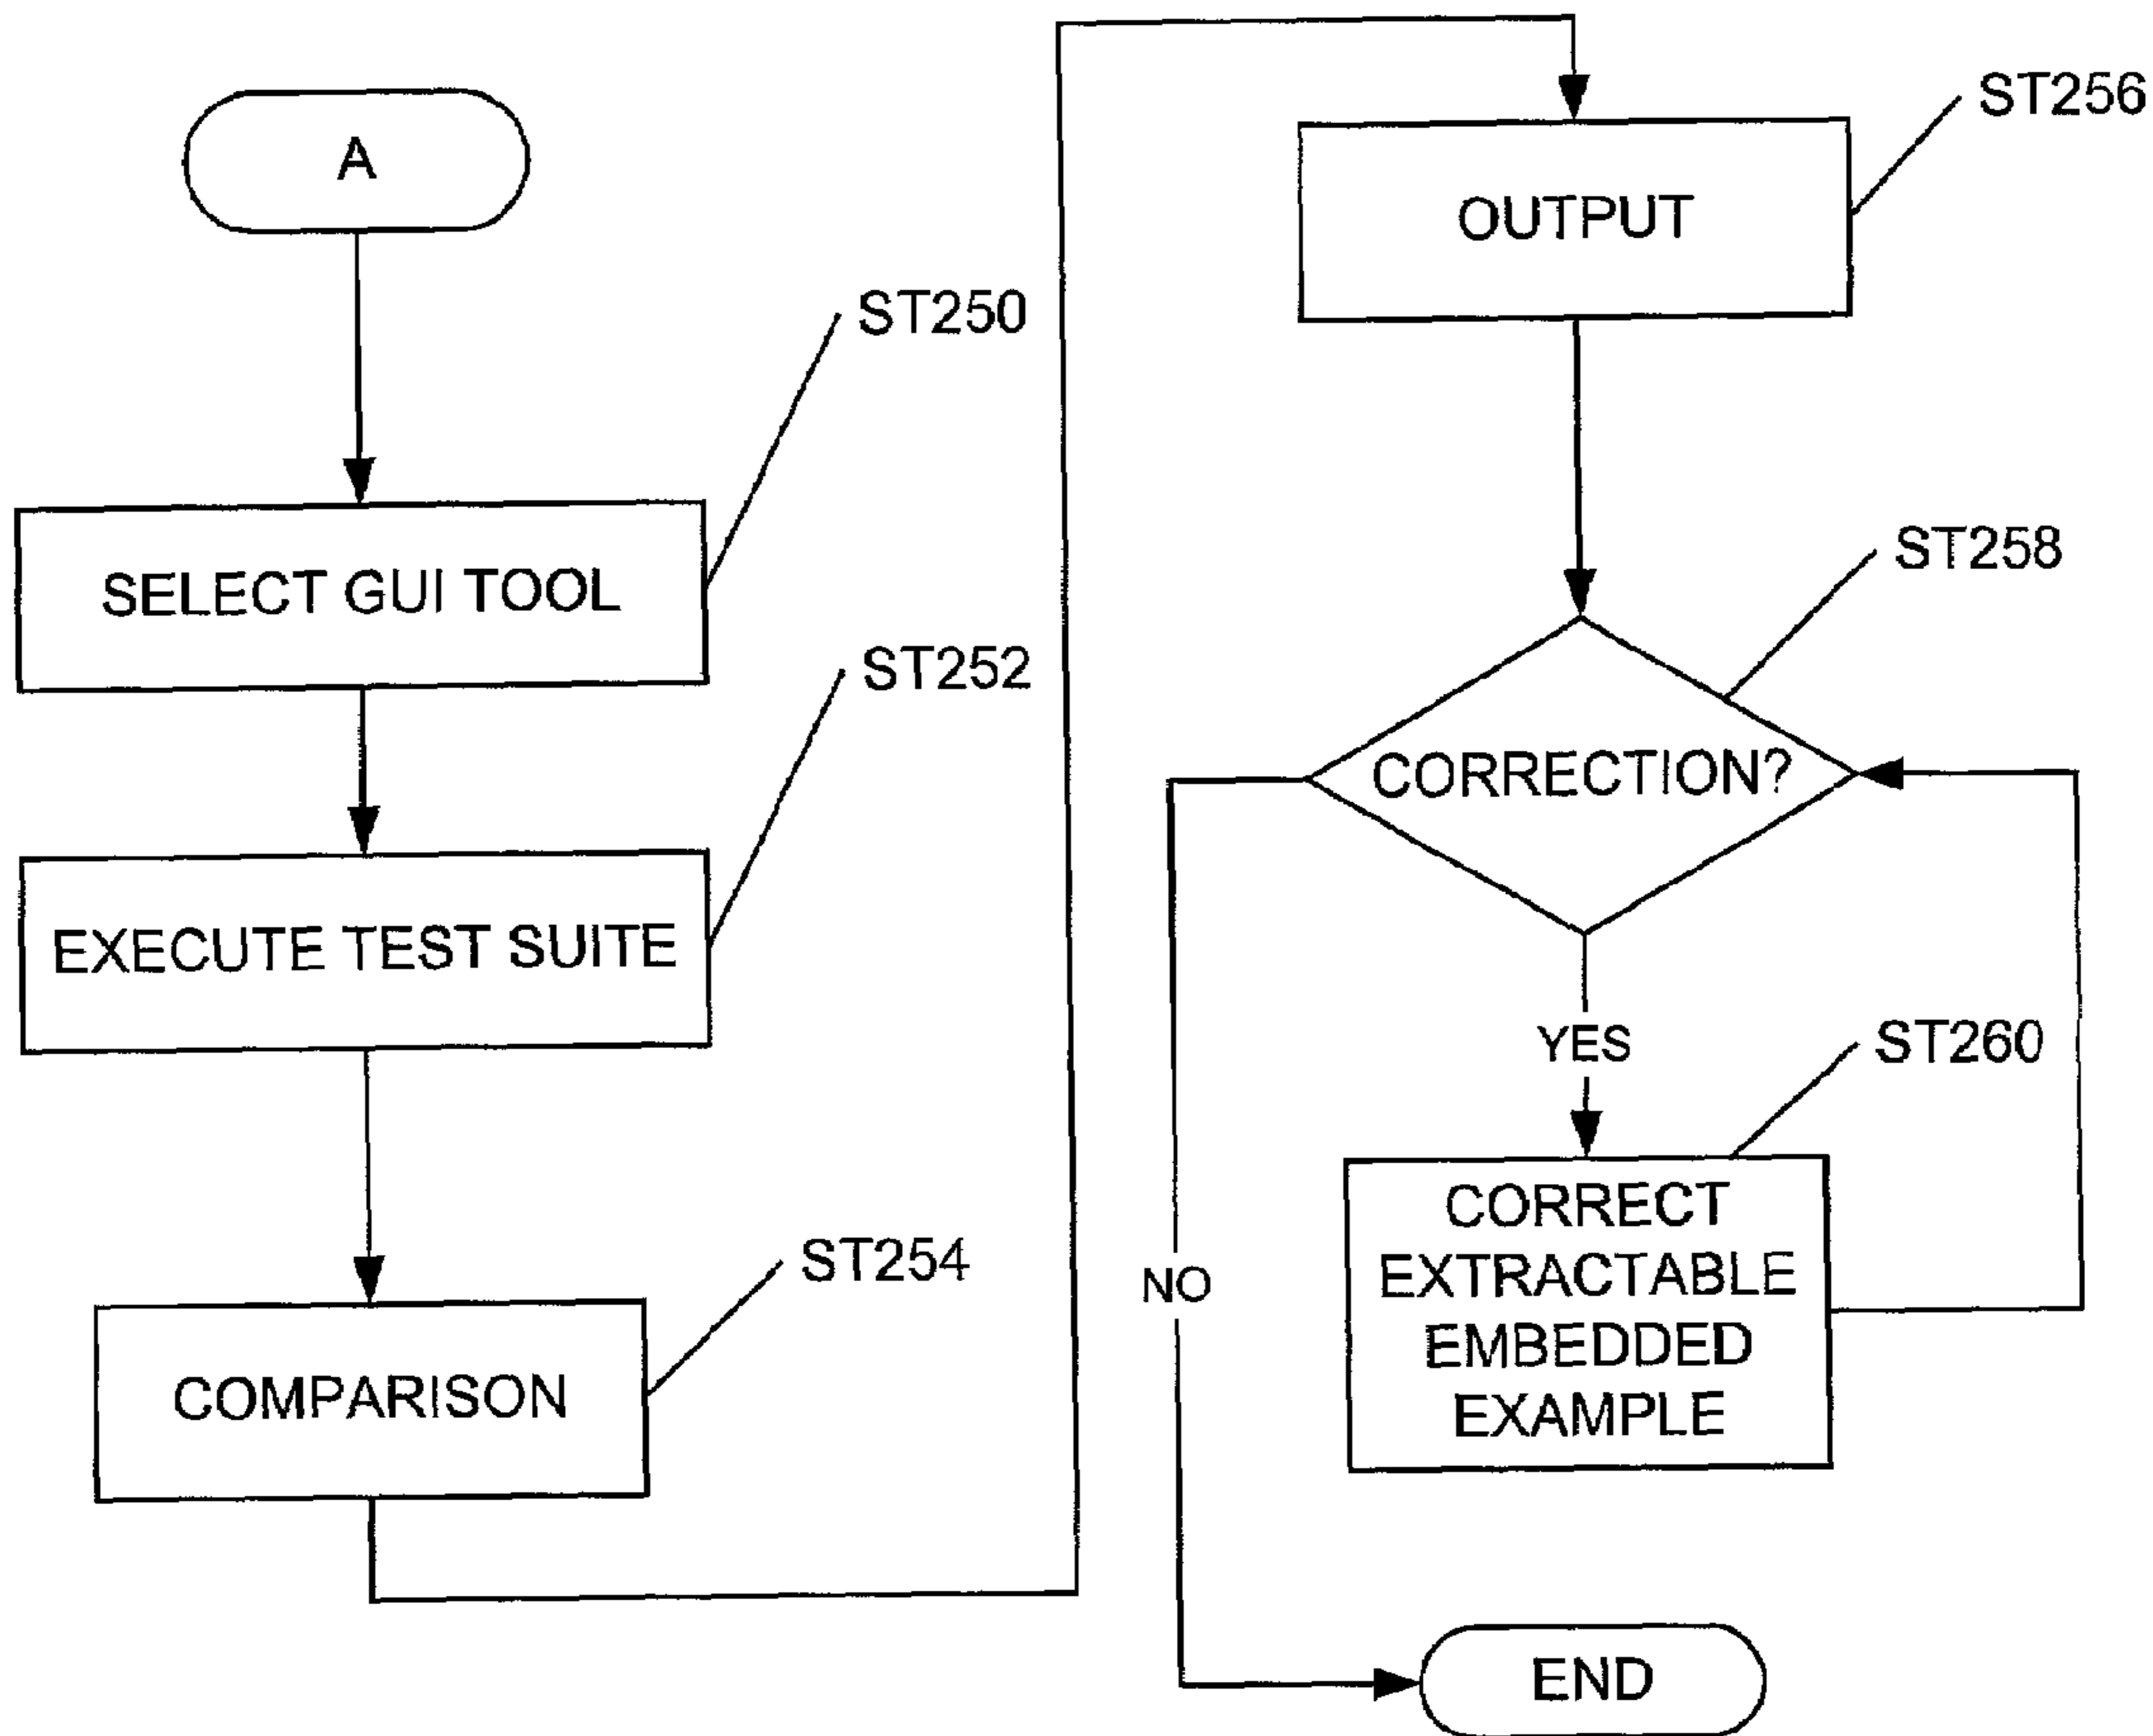 A
ST250
SELECT GUI TOOL
ST252
EXECUTE TEST SUITE
ST254
COMPARISON
ST256
OUTPUT
ST258
CORRECTION?
YES
NO
ST260
CORRECT
EXTRACTABLE
EMBEDDED
EXAMPLE
END